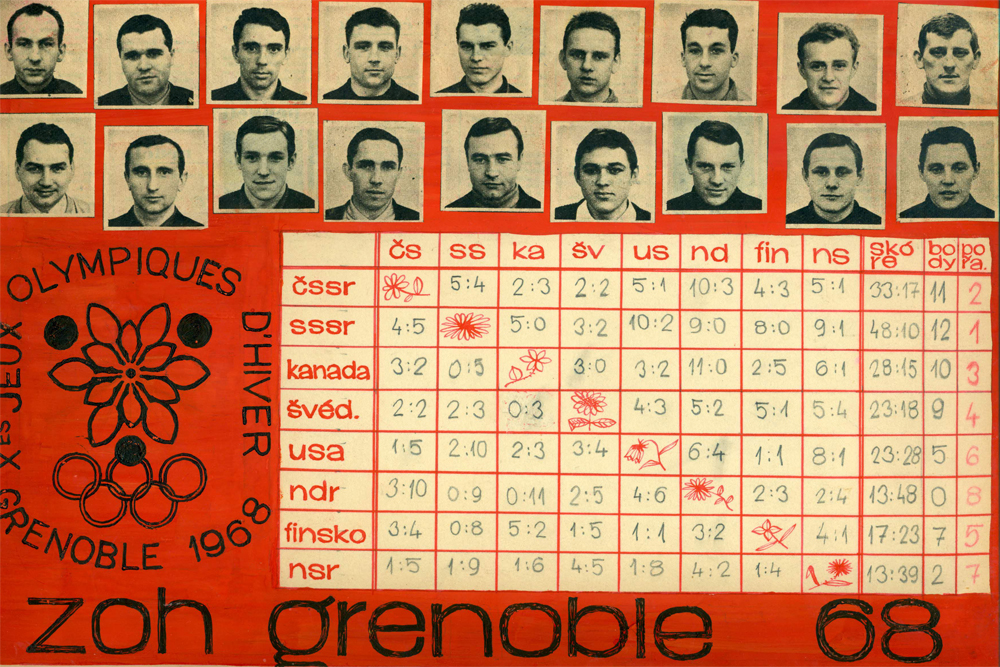 OLYMPIQUES
D'HIVER
XES JEUX
GRENOBLE 1968
čs ss ka šv us nd fin ns skó re bo dy po ra.
čssr 5:4 2:3 2:2 5:1 10:3 4:3 5:1 33:17 11 2
sssr 4:5 5:0 3:2 10:2 9:0 8:0 9:1 48:10 12 1
kanada 3:2 0:5 3:0 3:2 11:0 2:5 6:1 28:15 10 3
švéd. 2:2 2:3 0:3 4:3 5:2 5:1 5:4 23:18 9 4
usa 1:5 2:10 2:3 3:4 6:4 1:1 8:1 23:28 5 6
ndr 3:10 0:9 0:11 2:5 4:6 2:3 2:4 13:48 0 8
finsko 3:4 0:8 5:2 1:5 1:1 3:2 4:1 17:23 7 5
nsr 1:5 1:9 1:6 4:5 1:8 4:2 1:4 13:39 2 7
zoh grenoble 68